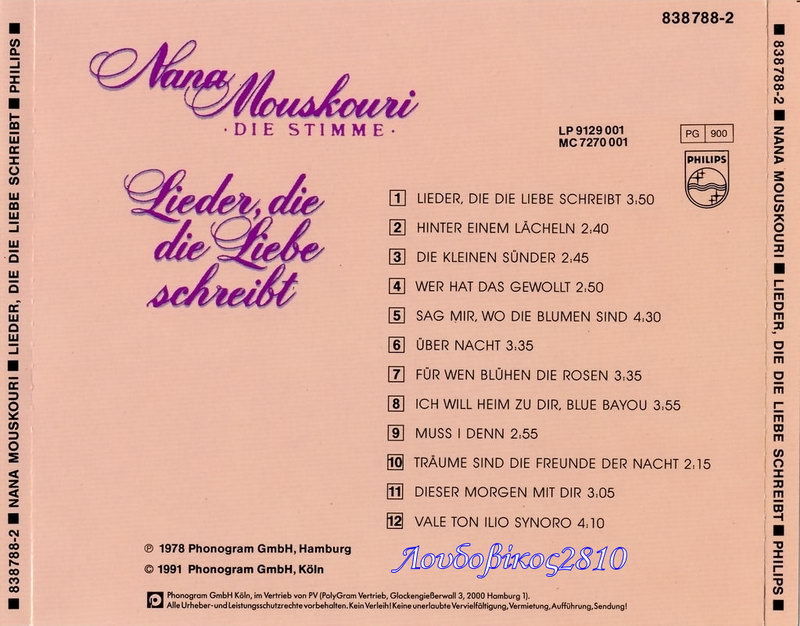 838 788-2
Nana
Mouskouri
· DIE STIMME ·
LP 9129 001
MC 7270 001
PG 900
PHILIPS
Lieder, die
die Liebe
schreibt
1 LIEDER, DIE DIE LIEBE SCHREIBT 3:50
2 HINTER EINEM LÄCHELN 2:40
3 DIE KLEINEN SÜNDER 2:45
4 WER HAT DAS GEWOLLT 2:50
5 SAG MIR, WO DIE BLUMEN SIND 4:30
6 ÜBER NACHT 3:35
7 FÜR WEN BLÜHEN DIE ROSEN 3:35
8 ICH WILL HEIM ZU DIR, BLUE BAYOU 3:55
9 MUSS I DENN 2:55
10 TRÄUME SIND DIE FREUNDE DER NACHT 2:15
11 DIESER MORGEN MIT DIR 3:05
12 VALE TON ILIO SYNORO 4:10
℗ 1978 Phonogram GmbH, Hamburg
© 1991 Phonogram GmbH, Köln
Λουδοβίκος2810
Phonogram GmbH Köln, im Vertrieb von PV (PolyGram Vertrieb, Glockengießerwall 3, 2000 Hamburg 1).
Alle Urheber- und Leistungsschutzrechte vorbehalten. Kein Verleih! Keine unerlaubte Vervielfältigung, Vermietung, Aufführung, Sendung!
838 788-2 ■ NANA MOUSKOURI ■ LIEDER, DIE DIE LIEBE SCHREIBT ■ PHILIPS ■
838 788-2 ■ NANA MOUSKOURI ■ LIEDER, DIE DIE LIEBE SCHREIBT ■ PHILIPS ■